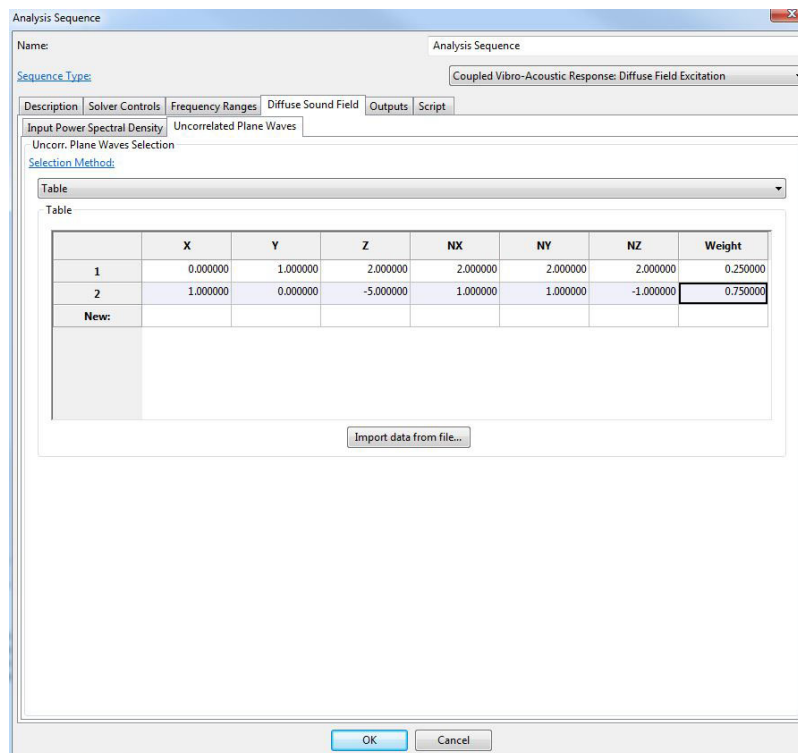 Analysis Sequence
Name: Analysis Sequence
Sequence Type: Coupled Vibro-Acoustic Response: Diffuse Field Excitation
Description Solver Controls Frequency Ranges Diffuse Sound Field Outputs Script
Input Power Spectral Density Uncorrelated Plane Waves
Uncorr. Plane Waves Selection
Selection Method:
Table
Table
X Y Z NX NY NZ Weight
1 0.000000 1.000000 2.000000 2.000000 2.000000 2.000000 0.250000
2 1.000000 0.000000 -5.000000 1.000000 1.000000 -1.000000 0.750000
New:
Import data from file...
OK Cancel